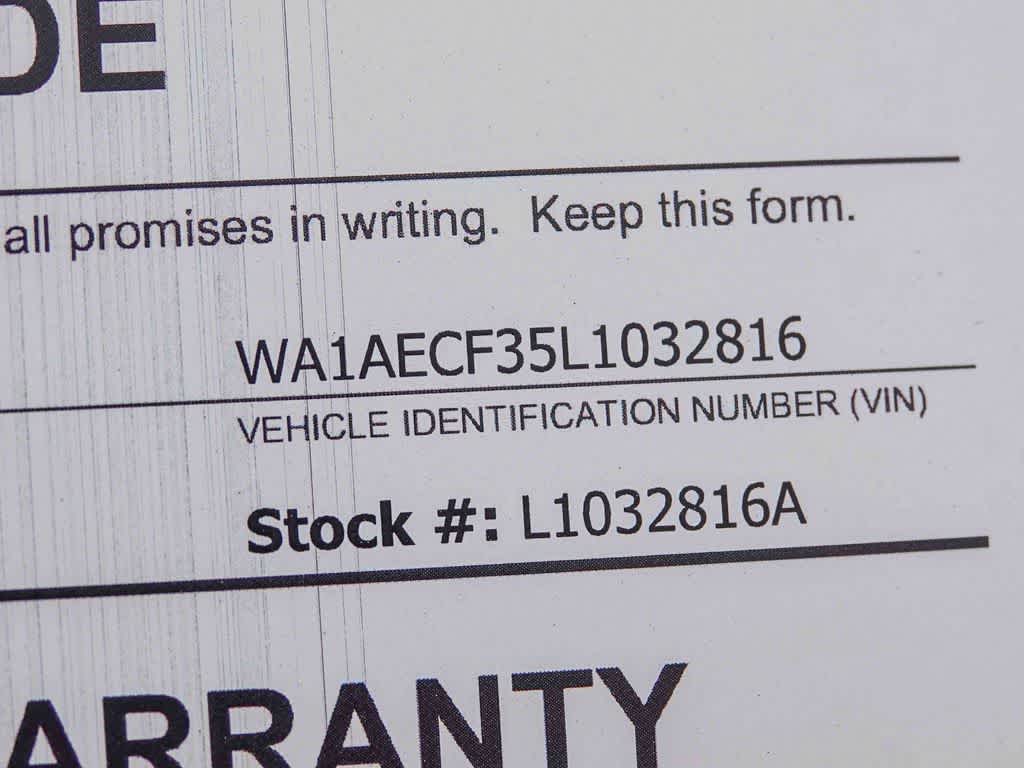 DE
all promises in writing. Keep this form.
WA1AECF35L1032816
VEHICLE IDENTIFICATION NUMBER (VIN)
Stock #: L1032816A
ARRANTY